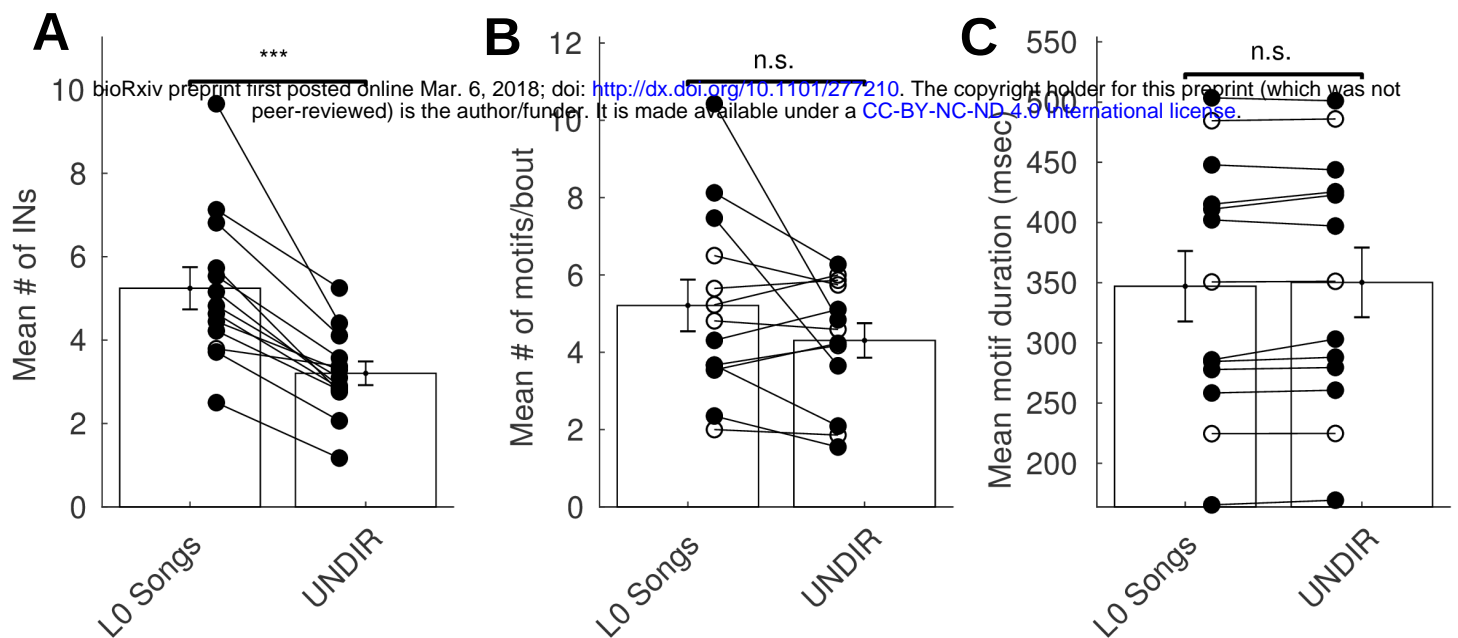 A
B
C
***
n.s.
n.s.
bioRxiv preprint first posted online Mar. 6, 2018; doi: http://dx.doi.org/10.1101/277210. The copyright holder for this preprint (which was not
peer-reviewed) is the author/funder. It is made available under a CC-BY-NC-ND 4.0 International license.
Mean # of INs
10
8
6
4
2
0
L0 Songs
UNDIR
Mean # of motifs/bout
12
10
8
6
4
2
0
L0 Songs
UNDIR
Mean motif duration (msec)
550
500
450
400
350
300
250
200
L0 Songs
UNDIR